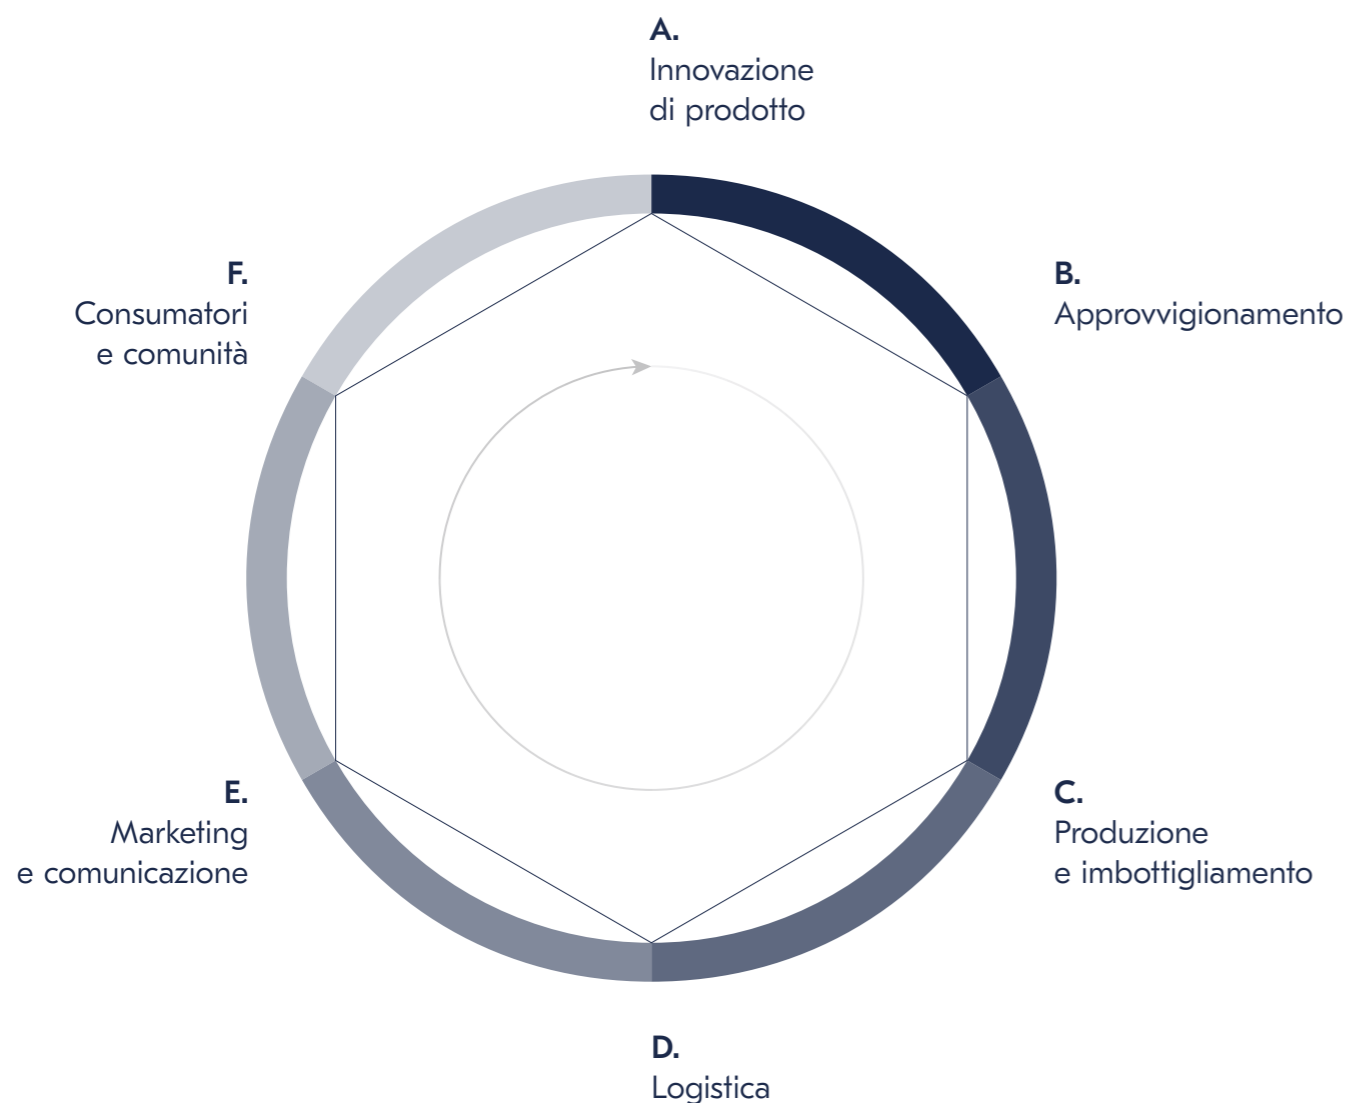 A.
Innovazione
di prodotto
B.
Approvvigionamento
C.
Produzione
e imbottigliamento
D.
Logistica
E.
Marketing
e comunicazione
F.
Consumatori
e comunità